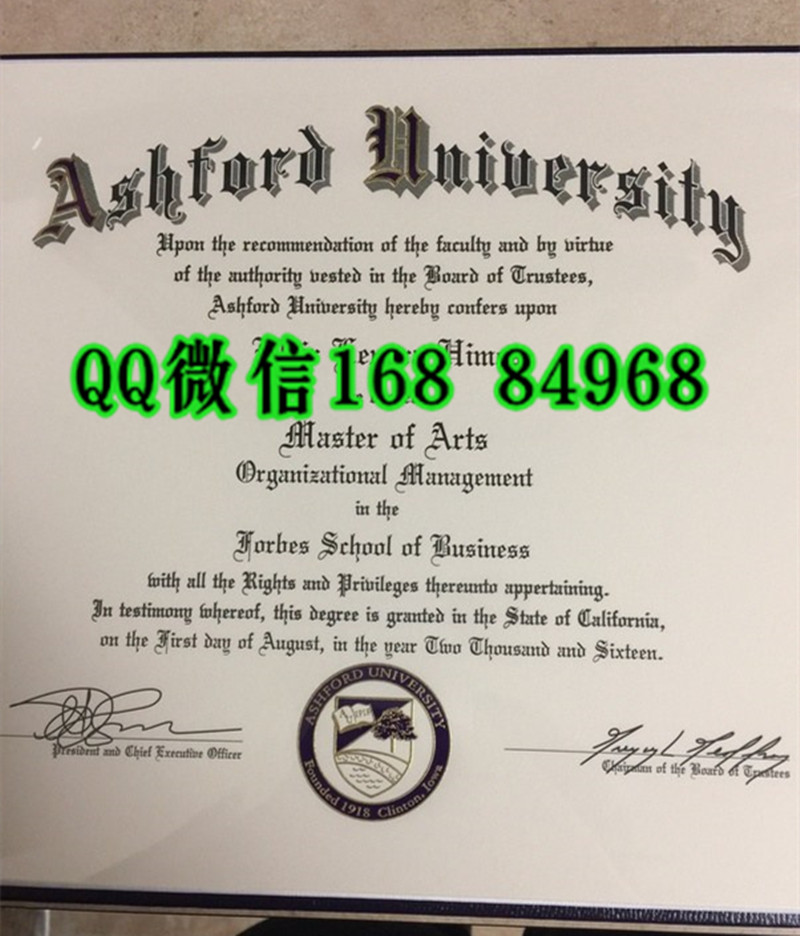 Ashford University
Upon the recommendation of the faculty and by virtue
of the authority vested in the Board of Trustees,
Ashford University hereby confers upon
QQ微信168 84968
Master of Arts
Organizational Management
in the
Forbes School of Business
with all the Rights and Privileges thereunto appertaining.
In testimony whereof, this degree is granted in the State of California,
on the First day of August, in the year Two Thousand and Sixteen.
ASHFORD UNIVERSITY
Founded 1918 Clinton, Iowa
President and Chief Executive Officer
Chairman of the Board of Trustees